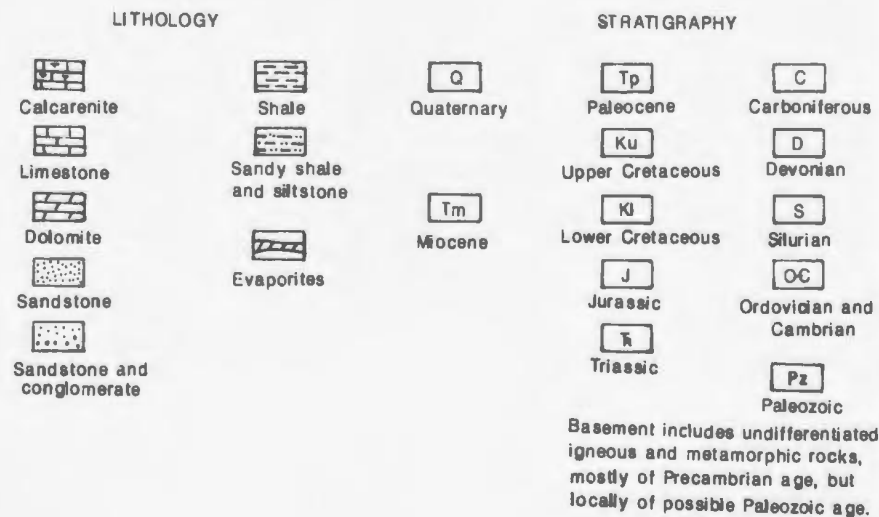 LITHOLOGY
Calcarenite
Limestone
Dolomite
Sandstone
Sandstone and
conglomerate
Shale
Sandy shale
and siltstone
Evaporites
STRATIGRAPHY
Q
Quaternary
Tm
Miocene
Tp
Paleocene
Ku
Upper Cretaceous
Kl
Lower Cretaceous
J
Jurassic
Ꞧ
Triassic
C
Carboniferous
D
Devonian
S
Silurian
O-C
Ordovician and
Cambrian
Pz
Paleozoic
Basement includes undifferentiated
igneous and metamorphic rocks,
mostly of Precambrian age, but
locally of possible Paleozoic age.